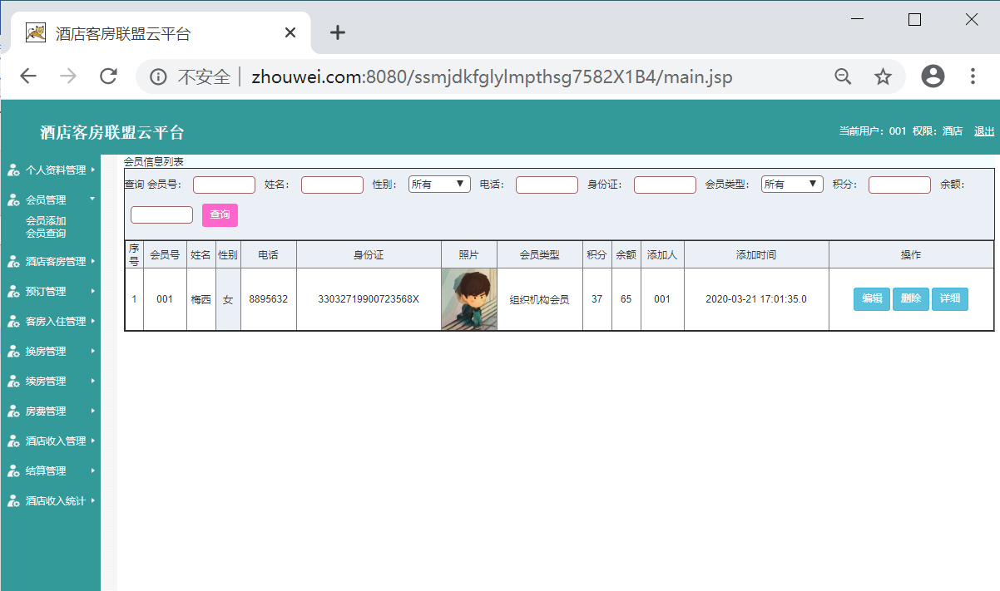 酒店客房联盟云平台
不安全 zhouwei.com:8080/ssmjdkfglylmpthsg7582X1B4/main.jsp
酒店客房联盟云平台
当前用户：001 权限：酒店 退出
个人资料管理
会员管理
会员添加
会员查询
酒店客房管理
预订管理
客房入住管理
换房管理
续房管理
房费管理
酒店收入管理
结算管理
酒店收入统计
会员信息列表
查询 会员号： 姓名： 性别： 所有 电话： 身份证： 会员类型： 所有 积分： 余额：
查询
序号 会员号 姓名 性别 电话 身份证 照片 会员类型 积分 余额 添加人 添加时间 操作
1 001 梅西 女 8895632 33032719900723568X 组织机构会员 37 65 001 2020-03-21 17:01:35.0 编辑 删除 详细